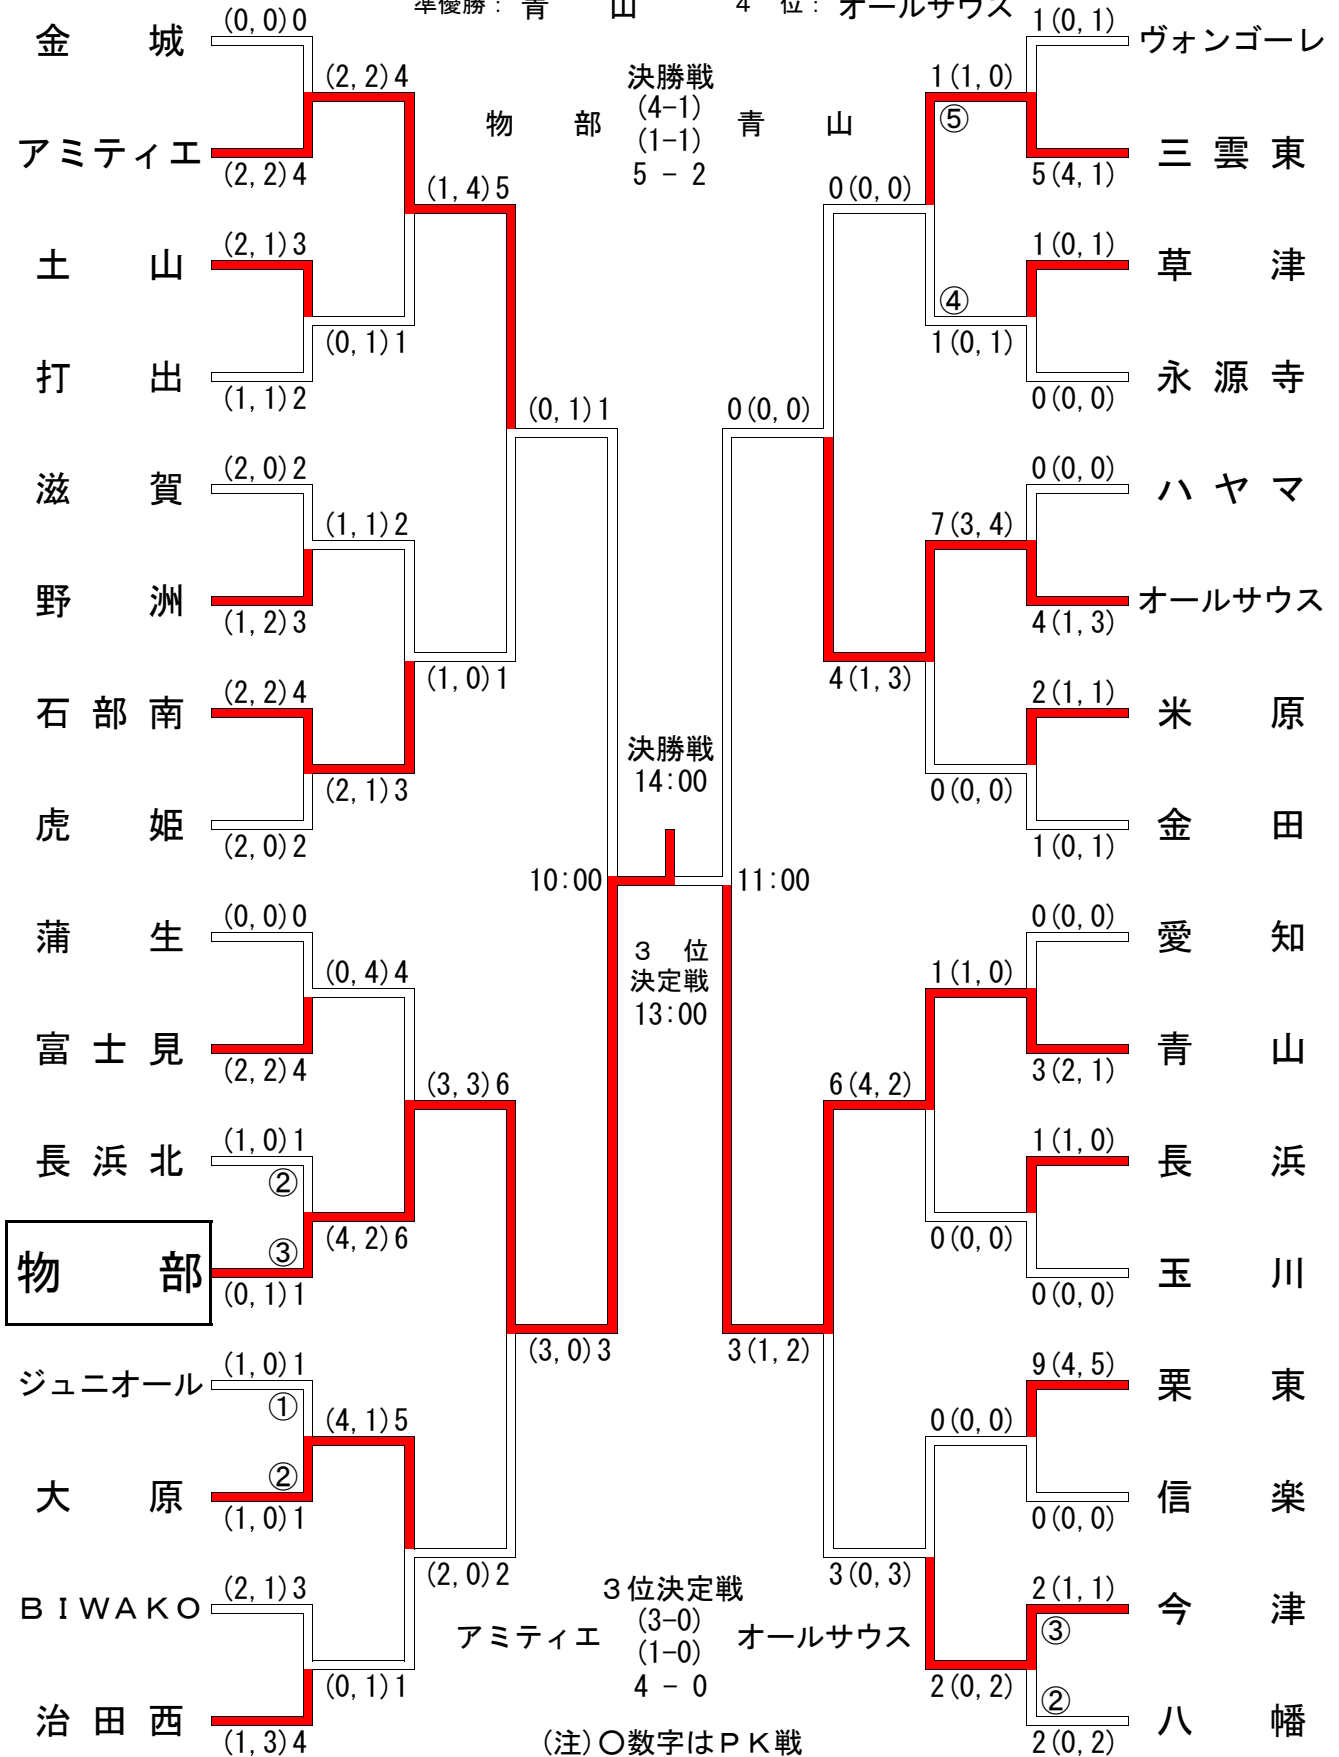 準優勝： 青 山 4 位： オールサウス
金 城 (0,0)0
(2,2)4
アミティエ (2,2)4
(1,4)5
土 山 (2,1)3
(0,1)1
打 出 (1,1)2
(0,1)1
滋 賀 (2,0)2
(1,1)2
野 洲 (1,2)3
(1,0)1
石 部 南 (2,2)4
(2,1)3
虎 姫 (2,0)2
10:00
蒲 生 (0,0)0
(0,4)4
富 士 見 (2,2)4
(3,3)6
長 浜 北 (1,0)1
②
物 部 ③ (0,1)1
(4,2)6
(3,0)3
ジュニオール (1,0)1
①
(4,1)5
大 原 ② (1,0)1
(2,0)2
ＢＩＷＡＫＯ (2,1)3
(0,1)1
治 田 西 (1,3)4
決勝戦
物 部 (4-1) 青 山
(1-1)
5 - 2
決勝戦
14:00
3 位
決定戦
13:00
3位決定戦
アミティエ (3-0) オールサウス
(1-0)
4 - 0
(注)○数字はＰＫ戦
1(0,1) ヴォンゴーレ
1(1,0)
⑤
5(4,1) 三 雲 東
0(0,0)
1(0,1) 草 津
④
1(0,1)
0(0,0) 永 源 寺
0(0,0)
0(0,0) ハ ヤ マ
7(3,4)
4(1,3) オールサウス
4(1,3)
2(1,1) 米 原
0(0,0)
1(0,1) 金 田
11:00
0(0,0) 愛 知
1(1,0)
3(2,1) 青 山
6(4,2)
1(1,0) 長 浜
0(0,0)
0(0,0) 玉 川
3(1,2)
9(4,5) 栗 東
0(0,0)
0(0,0) 信 楽
3(0,3)
2(1,1) 今 津
③
2(0,2)
②
2(0,2) 八 幡